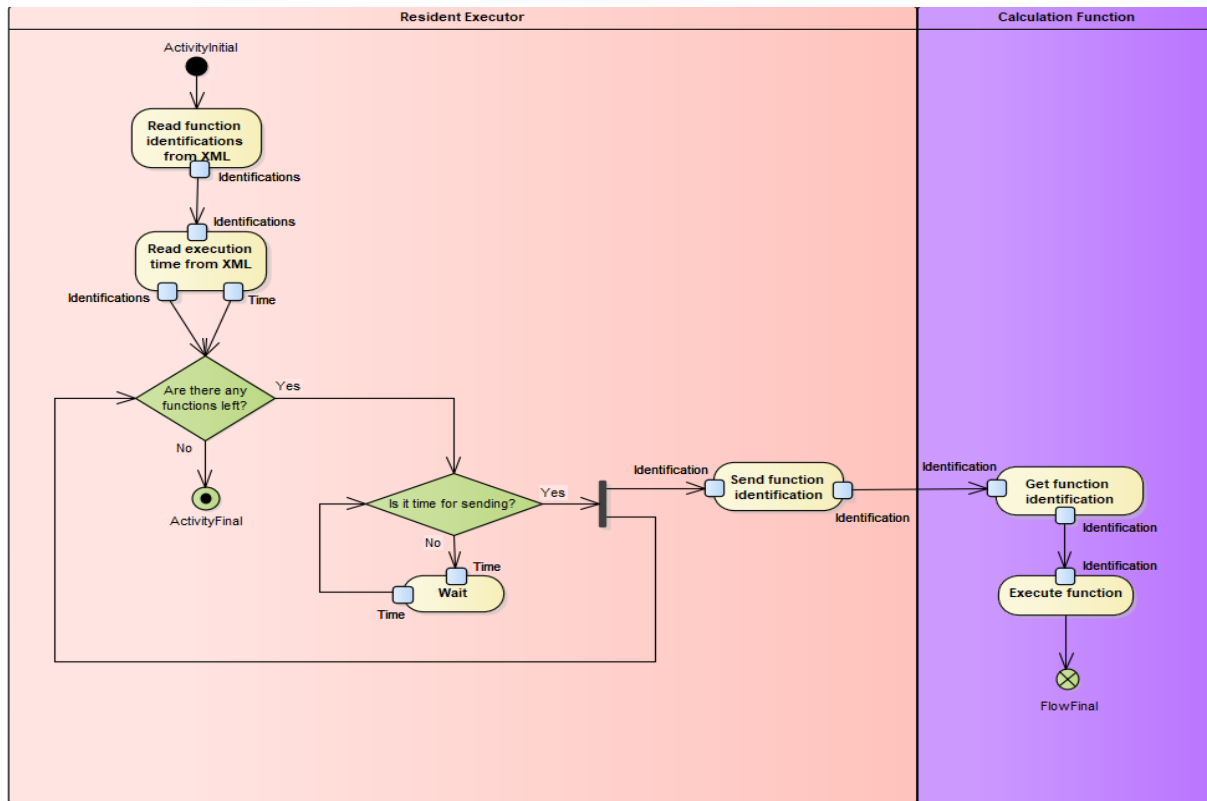 Resident Executor
Calculation Function
ActivityInitial
Read function
identifications
from XML
Identifications
Identifications
Read execution
time from XML
Identifications
Time
Are there any
functions left?
Yes
No
ActivityFinal
Is it time for sending?
Yes
No
Time
Wait
Time
Identification
Send function
identification
Identification
Identification
Get function
identification
Identification
Identification
Execute function
FlowFinal